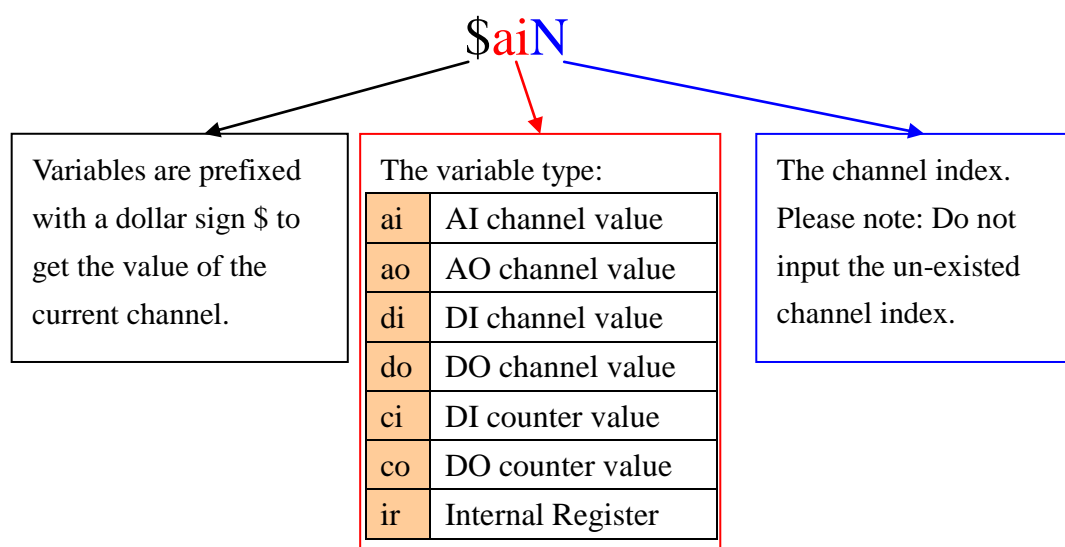 $aiN
Variables are prefixed
with a dollar sign $ to
get the value of the
current channel.
The variable type:
ai AI channel value
ao AO channel value
di DI channel value
do DO channel value
ci DI counter value
co DO counter value
ir Internal Register
The channel index.
Please note: Do not
input the un-existed
channel index.